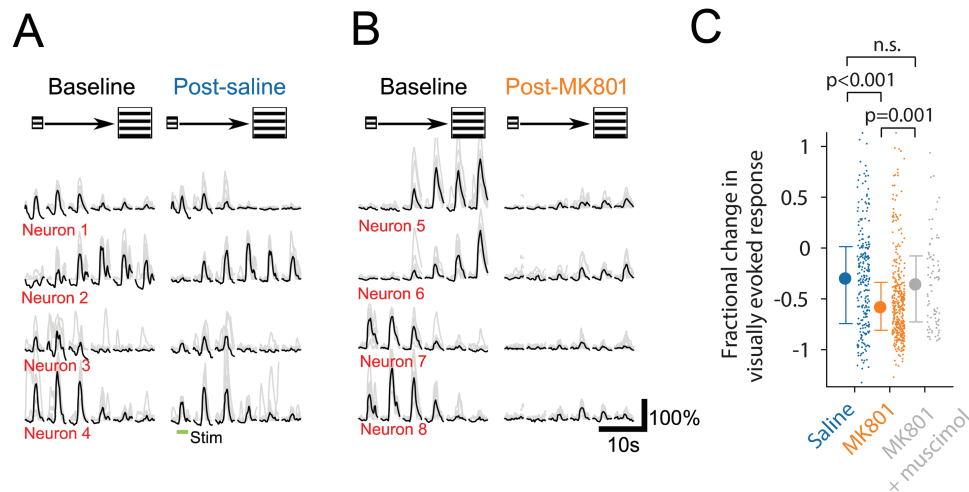 A
Baseline
Post-saline
Neuron 1
Neuron 2
Neuron 3
Neuron 4
Stim
B
Baseline
Post-MK801
Neuron 5
Neuron 6
Neuron 7
Neuron 8
100%
10s
C
n.s.
p<0.001
p=0.001
Fractional change in
visually evoked response
1
0.5
0
-0.5
-1
Saline
MK801
MK801
+ muscimol